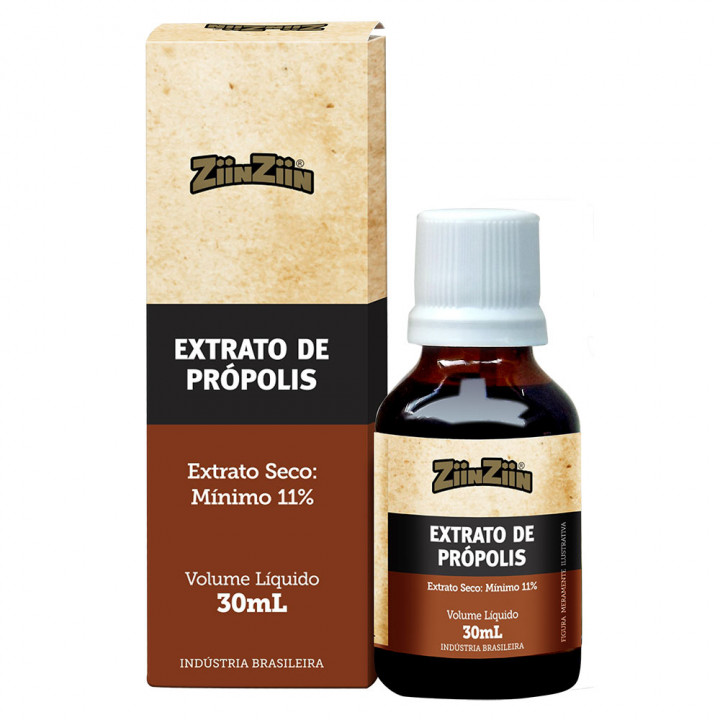 ZiinZiin
ZiinZiin®
EXTRATO DE
PRÓPOLIS
Extrato Seco:
Mínimo 11%
Volume Líquido
30mL
INDÚSTRIA BRASILEIRA
ZiinZiin®
EXTRATO DE
PRÓPOLIS
Extrato Seco: Mínimo 11%
Volume Líquido
30mL
INDÚSTRIA BRASILEIRA
FIGURA MERAMENTE ILUSTRATIVA